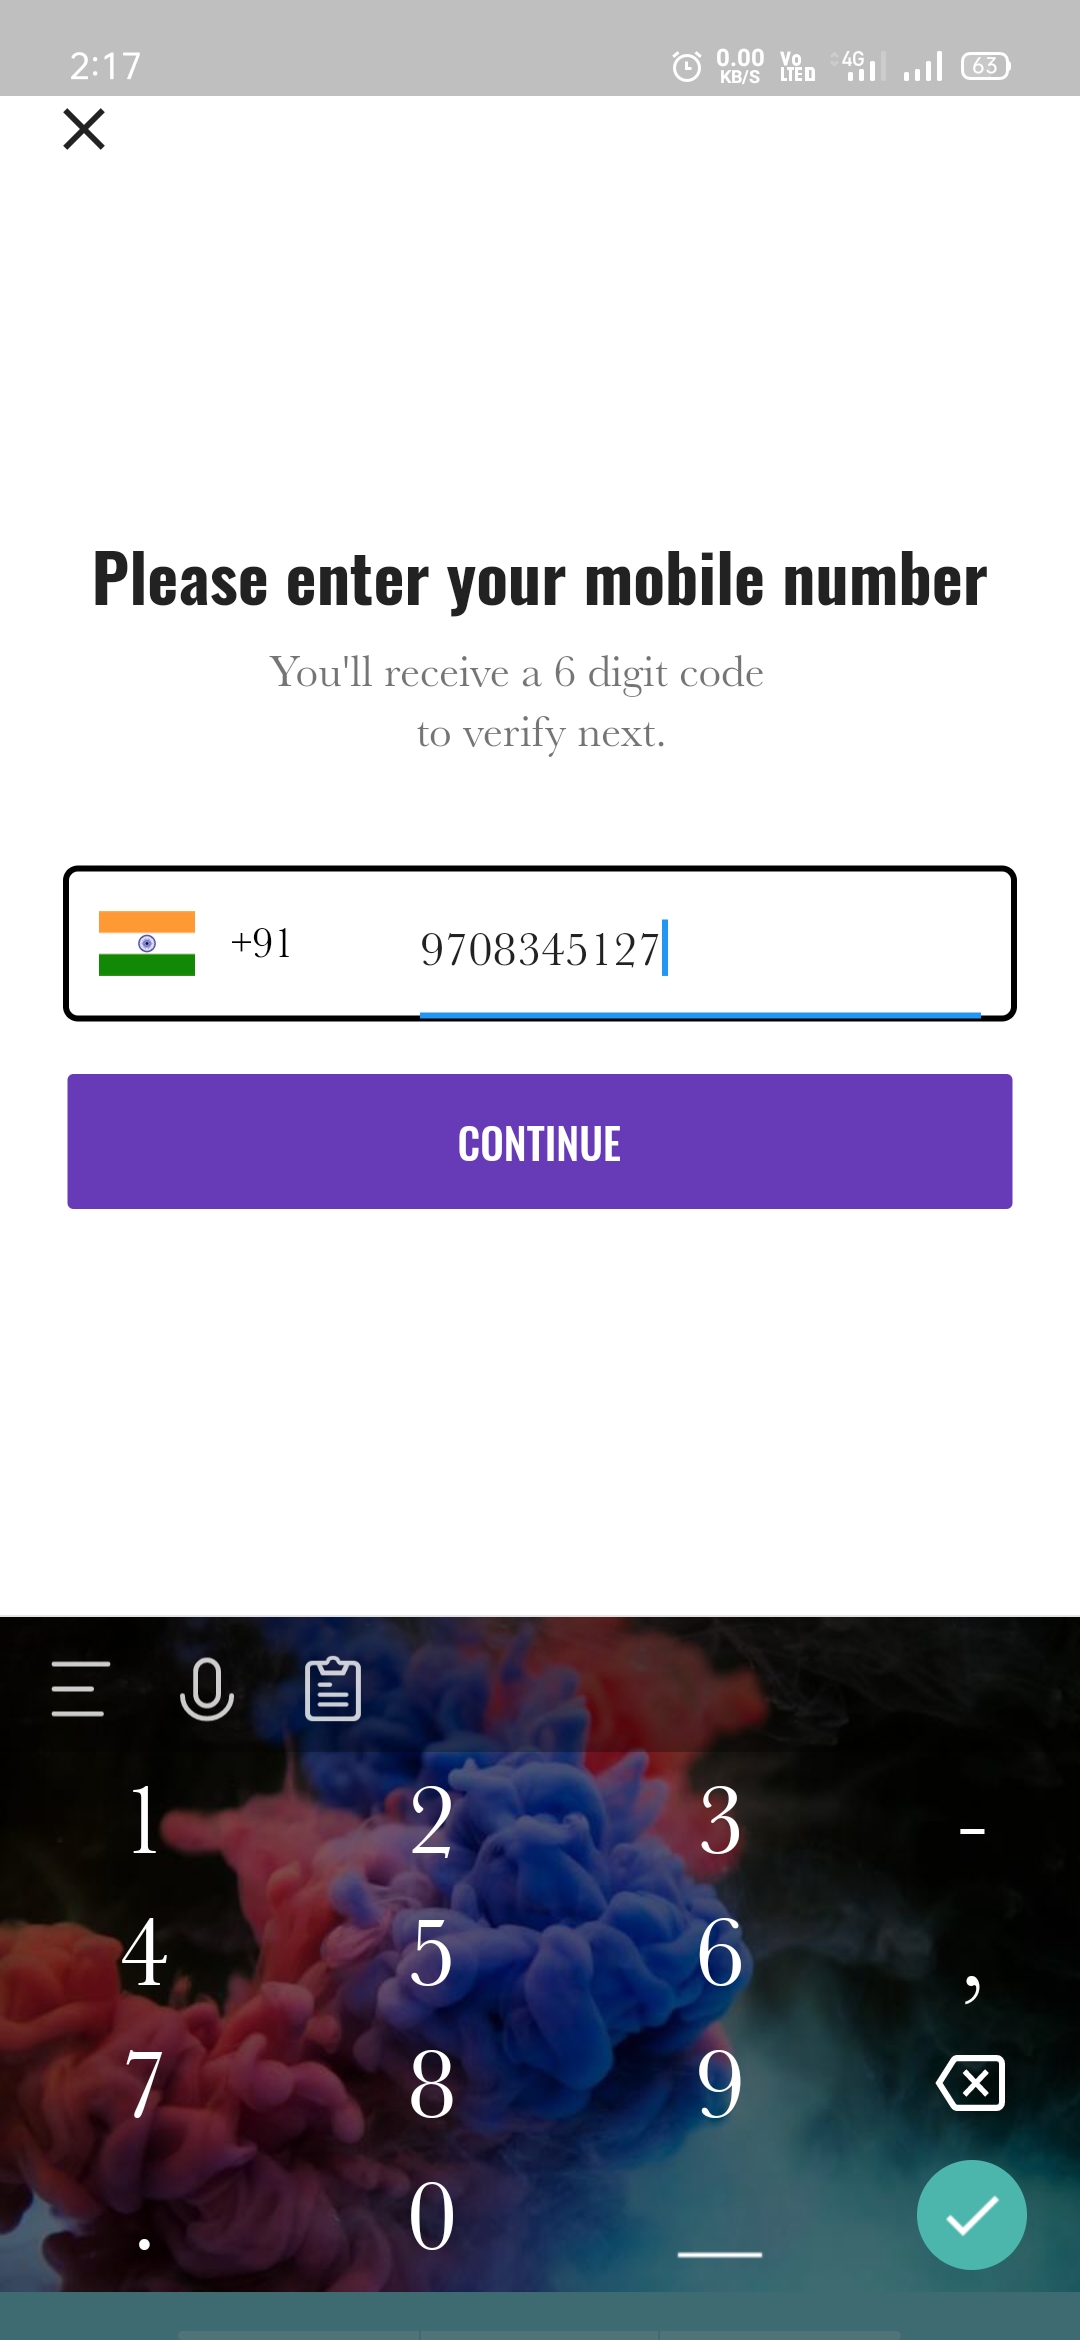 2:17
0.00
KB/S
Vo
LTE D
4G
63
Please enter your mobile number
You'll receive a 6 digit code
to verify next.
+91 9708345127
CONTINUE
1 2 3 -
4 5 6 ,
7 8 9
. 0